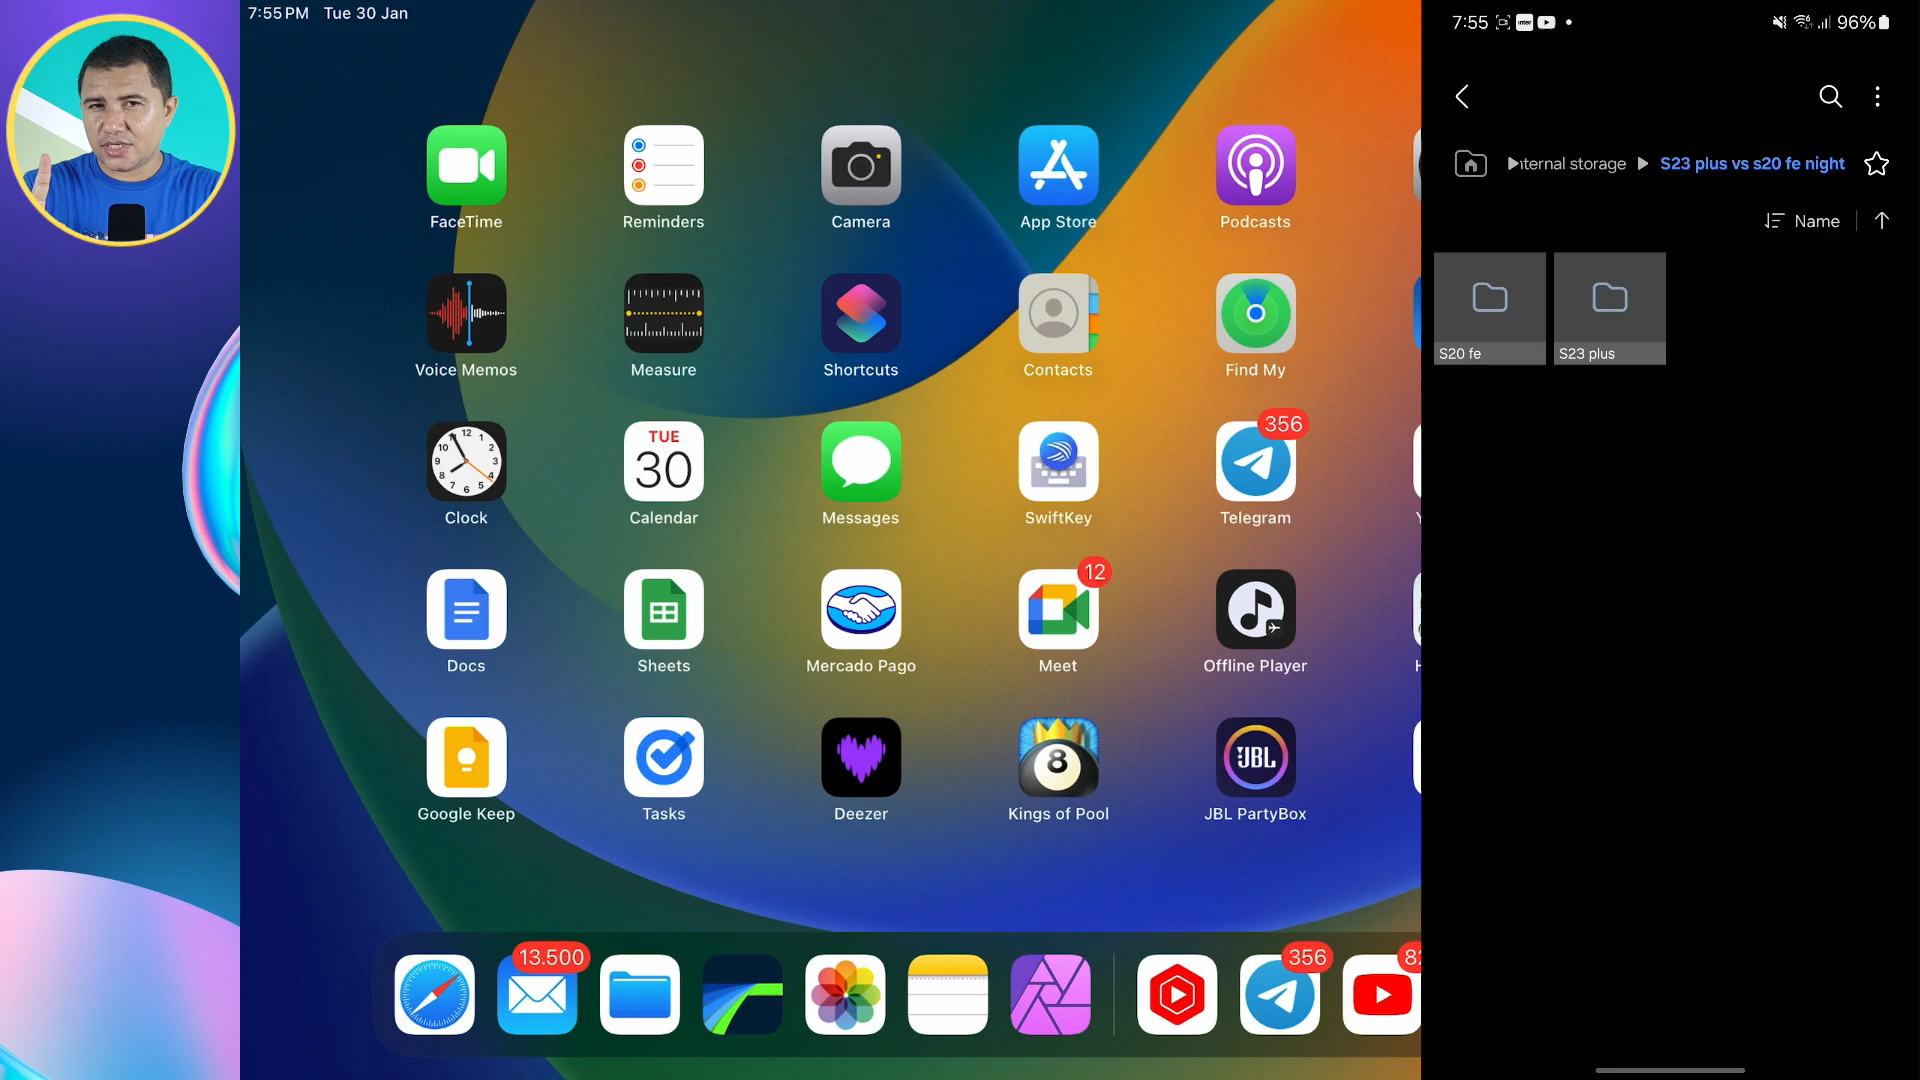 7:55 PM Tue 30 Jan
FaceTime
Reminders
Camera
App Store
Podcasts
Voice Memos
Measure
Shortcuts
Contacts
Find My
TUE
30
356
Clock
Calendar
Messages
SwiftKey
Telegram
12
Docs
Sheets
Mercado Pago
Meet
Offline Player
8
JBL
Google Keep
Tasks
Deezer
Kings of Pool
JBL PartyBox
13.500
356
7:55
96%
S23 plus vs s20 fe night
Name
S20 fe
S23 plus